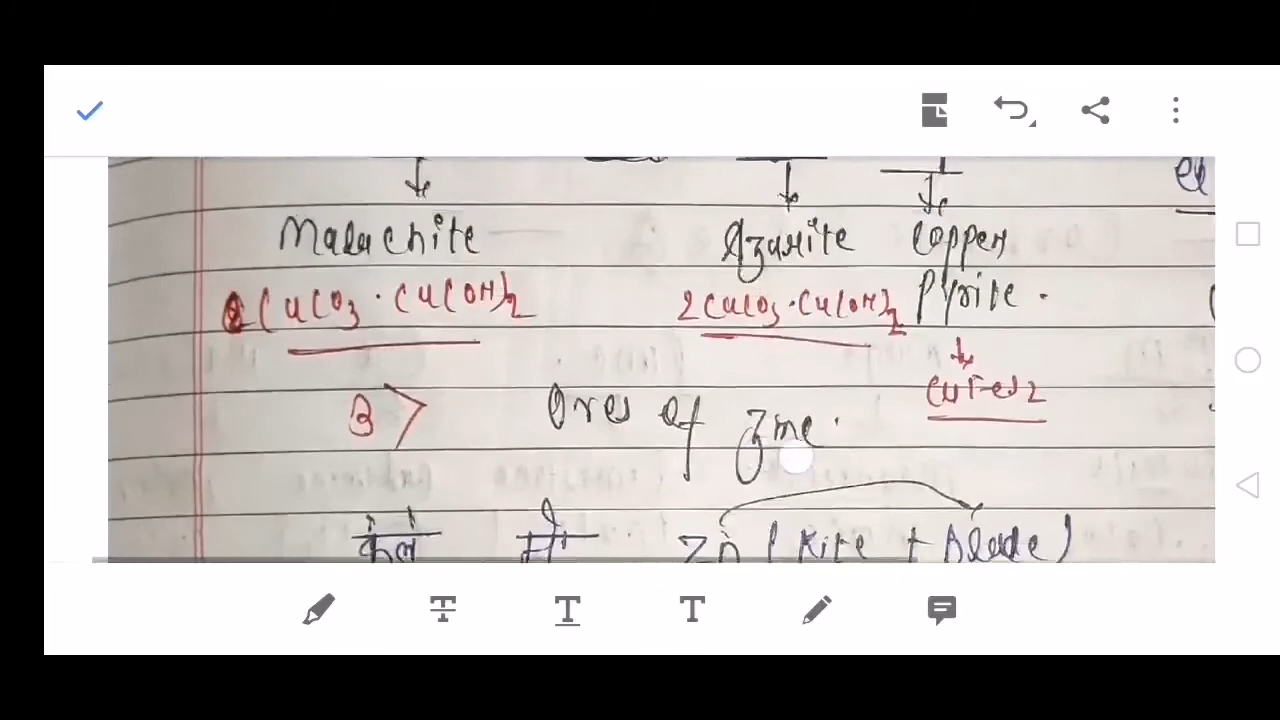 Malachite Azurite Copper
CuCO3 · Cu(OH)2 2CuCO3 · Cu(OH)2 Pyrite ·
CuFeS2
3> Ores of Zinc ·
Zn (Kite + Blade)